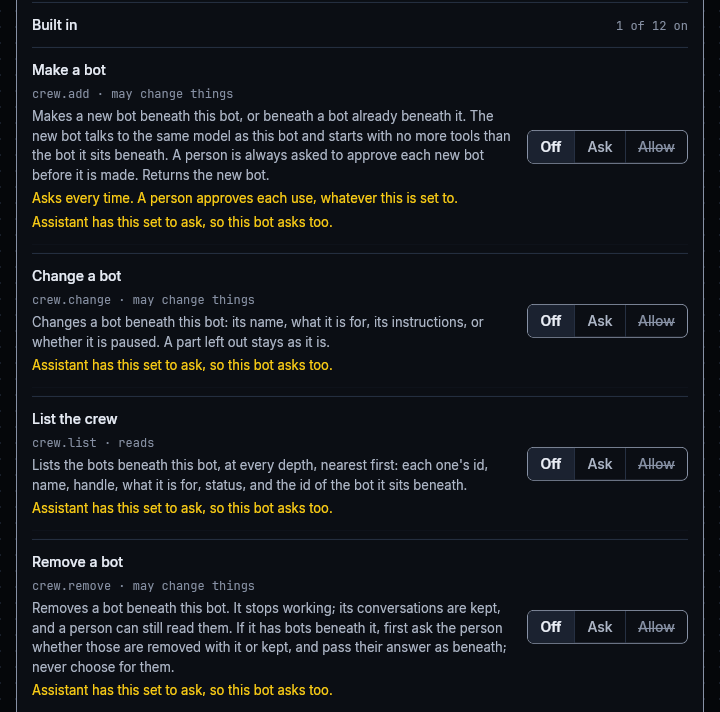 Built in
1 of 12 on
Make a bot
crew.add · may change things
Makes a new bot beneath this bot, or beneath a bot already beneath it. The
new bot talks to the same model as this bot and starts with no more tools than
the bot it sits beneath. A person is always asked to approve each new bot
before it is made. Returns the new bot.
Asks every time. A person approves each use, whatever this is set to.
Assistant has this set to ask, so this bot asks too.
Off Ask Allow
Change a bot
crew.change · may change things
Changes a bot beneath this bot: its name, what it is for, its instructions, or
whether it is paused. A part left out stays as it is.
Assistant has this set to ask, so this bot asks too.
Off Ask Allow
List the crew
crew.list · reads
Lists the bots beneath this bot, at every depth, nearest first: each one's id,
name, handle, what it is for, status, and the id of the bot it sits beneath.
Assistant has this set to ask, so this bot asks too.
Off Ask Allow
Remove a bot
crew.remove · may change things
Removes a bot beneath this bot. It stops working; its conversations are kept,
and a person can still read them. If it has bots beneath it, first ask the person
whether those are removed with it or kept, and pass their answer as beneath;
never choose for them.
Assistant has this set to ask, so this bot asks too.
Off Ask Allow